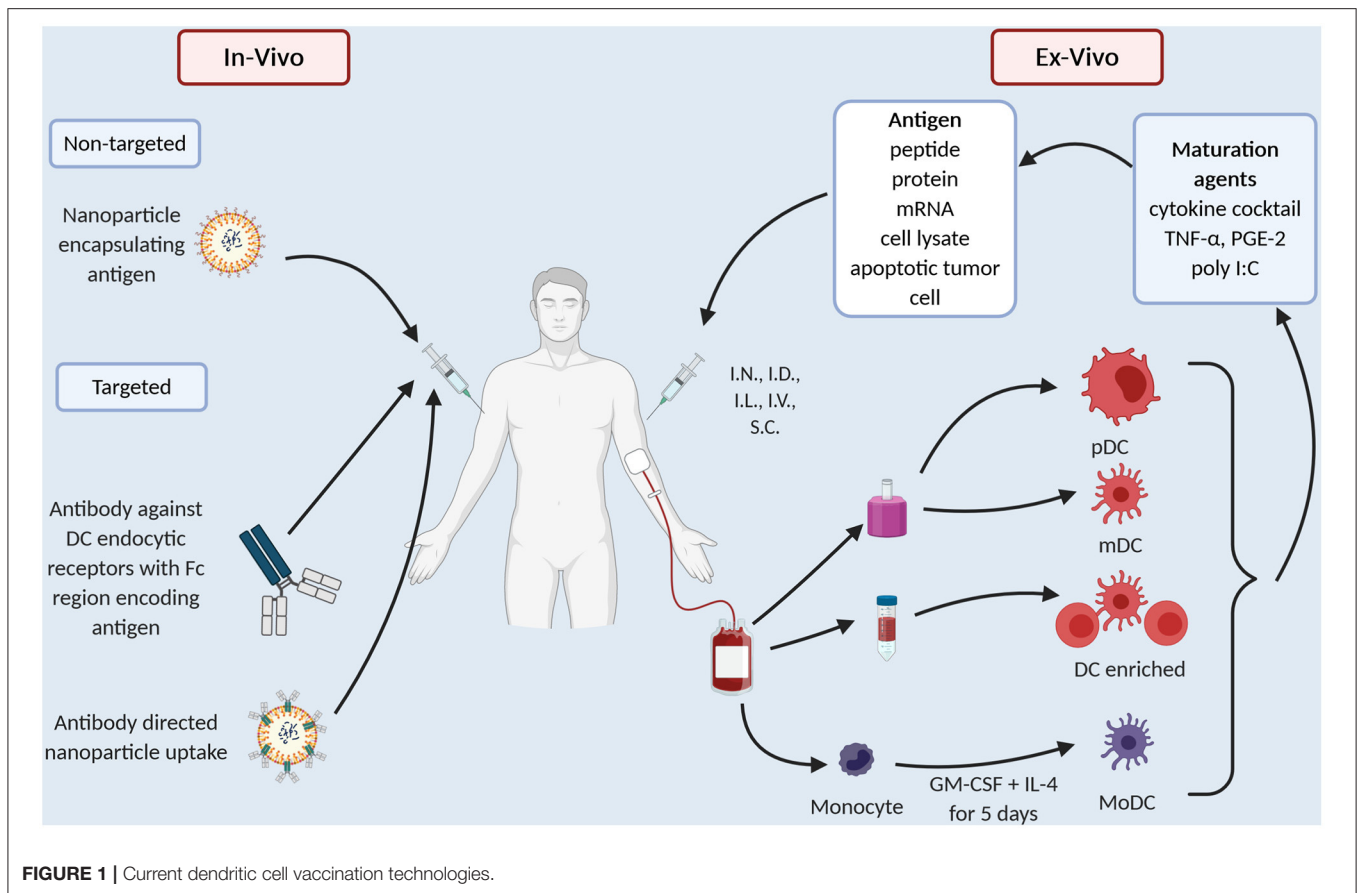 In-Vivo
Non-targeted
Nanoparticle
encapsulating
antigen
Targeted
Antibody against
DC endocytic
receptors with Fc
region encoding
antigen
Antibody directed
nanoparticle uptake
Ex-Vivo
Antigen
peptide
protein
mRNA
cell lysate
apoptotic tumor
cell
Maturation
agents
cytokine cocktail
TNF-α, PGE-2
poly I:C
I.N., I.D.,
I.L., I.V.,
S.C.
pDC
mDC
DC enriched
Monocyte
GM-CSF + IL-4
for 5 days
MoDC
FIGURE 1 | Current dendritic cell vaccination technologies.